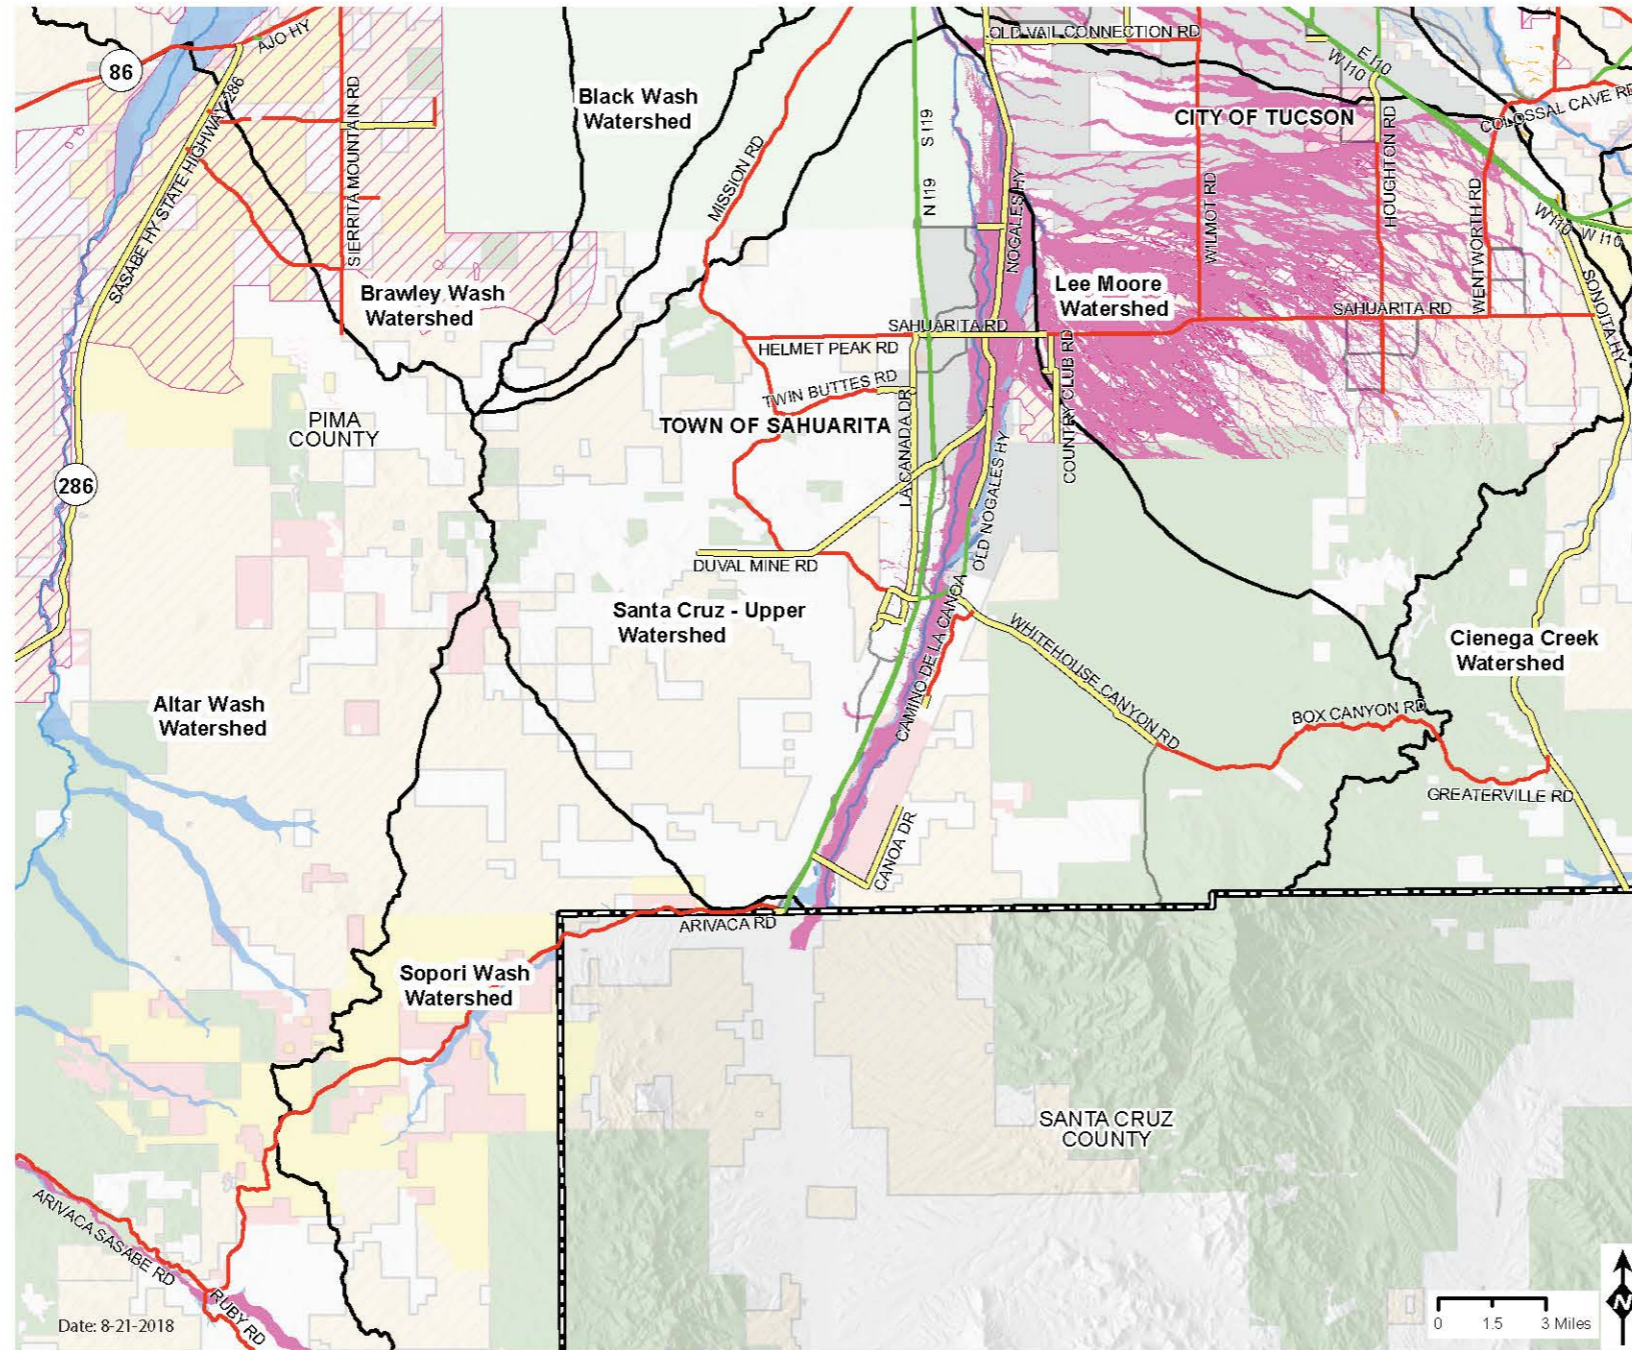 AJO HY
OLD VAIL CONNECTION RD
E I10
W I10
86
SASABE HY-STATE HIGHWAY 286
SIERRITA MOUNTAIN RD
Black Wash
Watershed
MISSION RD
S I19
N I19
NOGALES HY
CITY OF TUCSON
COLOSSAL CAVE RD
WILMOT RD
HOUGHTON RD
WENTWORTH RD
W I10
W I10
SONOITA HY
Brawley Wash
Watershed
Lee Moore
Watershed
SAHUARITA RD
SAHUARITA RD
HELMET PEAK RD
TWIN BUTTES RD
COUNTRY CLUB RD
PIMA
COUNTY
TOWN OF SAHUARITA
LA CANADA DR
OLD NOGALES HY
286
DUVAL MINE RD
Santa Cruz - Upper
Watershed
CAMINO DE LA CANOA
WHITEHOUSE CANYON RD
Cienega Creek
Watershed
Altar Wash
Watershed
BOX CANYON RD
GREATERVILLE RD
CANOA DR
ARIVACA RD
Sopori Wash
Watershed
SANTA CRUZ
COUNTY
ARIVACA SASABE RD
RUBY RD
Date: 8-21-2018
0 1.5 3 Miles
N